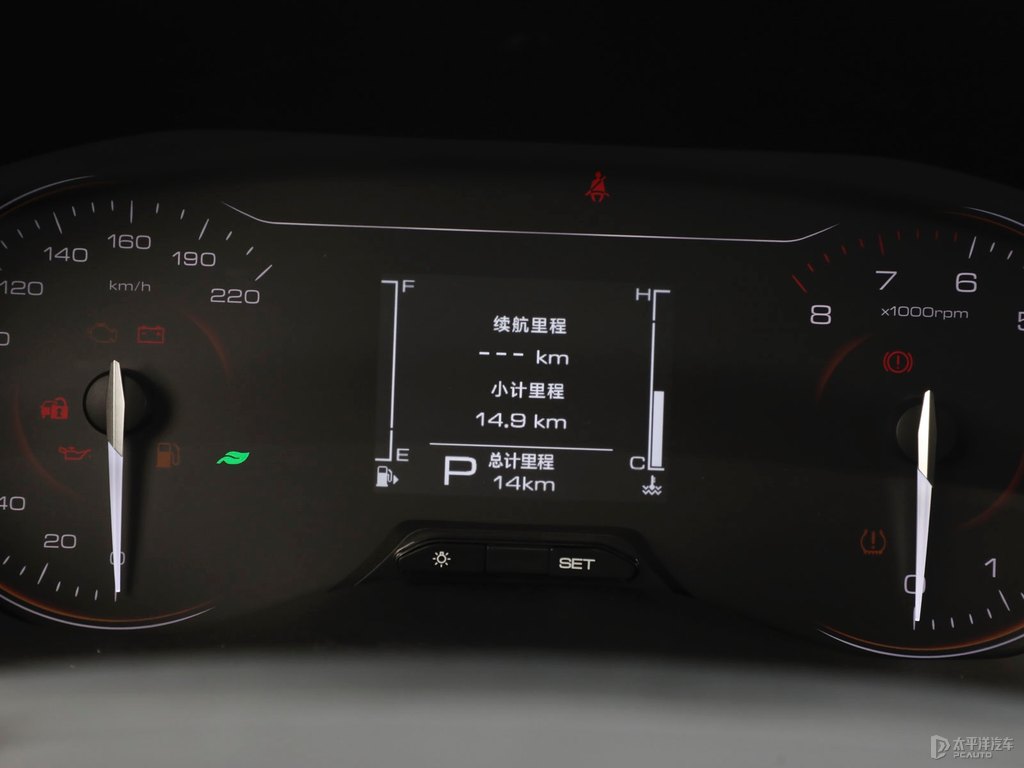 160
140
190
120
km/h
220
40
20
0
F
H
续航里程
--- km
小计里程
14.9 km
E
C
P
总计里程
14km
SET
8
7
6
5
x1000rpm
0
1
太平洋汽车
PCAUTO